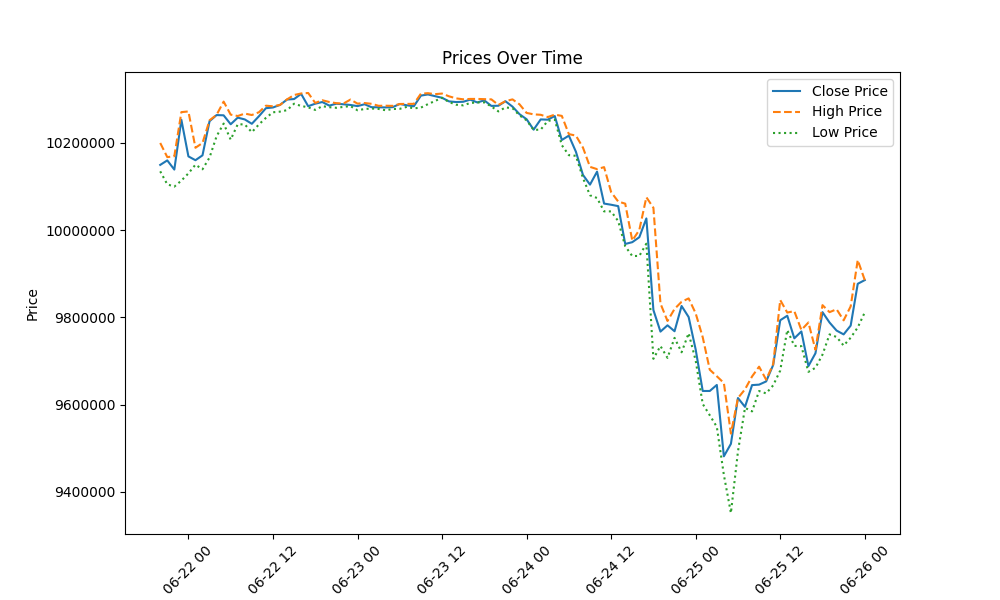 Prices Over Time
Close Price
High Price
Low Price
Price
10200000
10000000
9800000
9600000
9400000
06-22 00
06-22 12
06-23 00
06-23 12
06-24 00
06-24 12
06-25 00
06-25 12
06-26 00